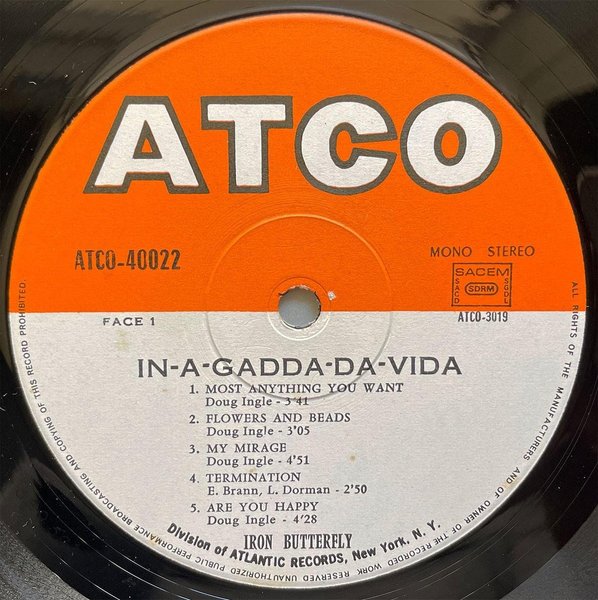 ATCO
ATCO-40022
MONO STEREO
SACEM
SACD
SDRM
SGDL
ATCO-3019
FACE 1
IN-A-GADDA-DA-VIDA
1. MOST ANYTHING YOU WANT
Doug Ingle - 3'41
2. FLOWERS AND BEADS
Doug Ingle - 3'05
3. MY MIRAGE
Doug Ingle - 4'51
4. TERMINATION
E. Brann, L. Dorman - 2'50
5. ARE YOU HAPPY
Doug Ingle - 4'28
IRON BUTTERFLY
Division of ATLANTIC RECORDS, New York, N. Y.
ALL RIGHTS OF THE MANUFACTURERS AND OF OWNER OF THE RECORDED WORK RESERVED UNAUTHORIZED PUBLIC PERFORMANCE BROADCASTING AND COPYING OF THIS RECORD PROHIBITED